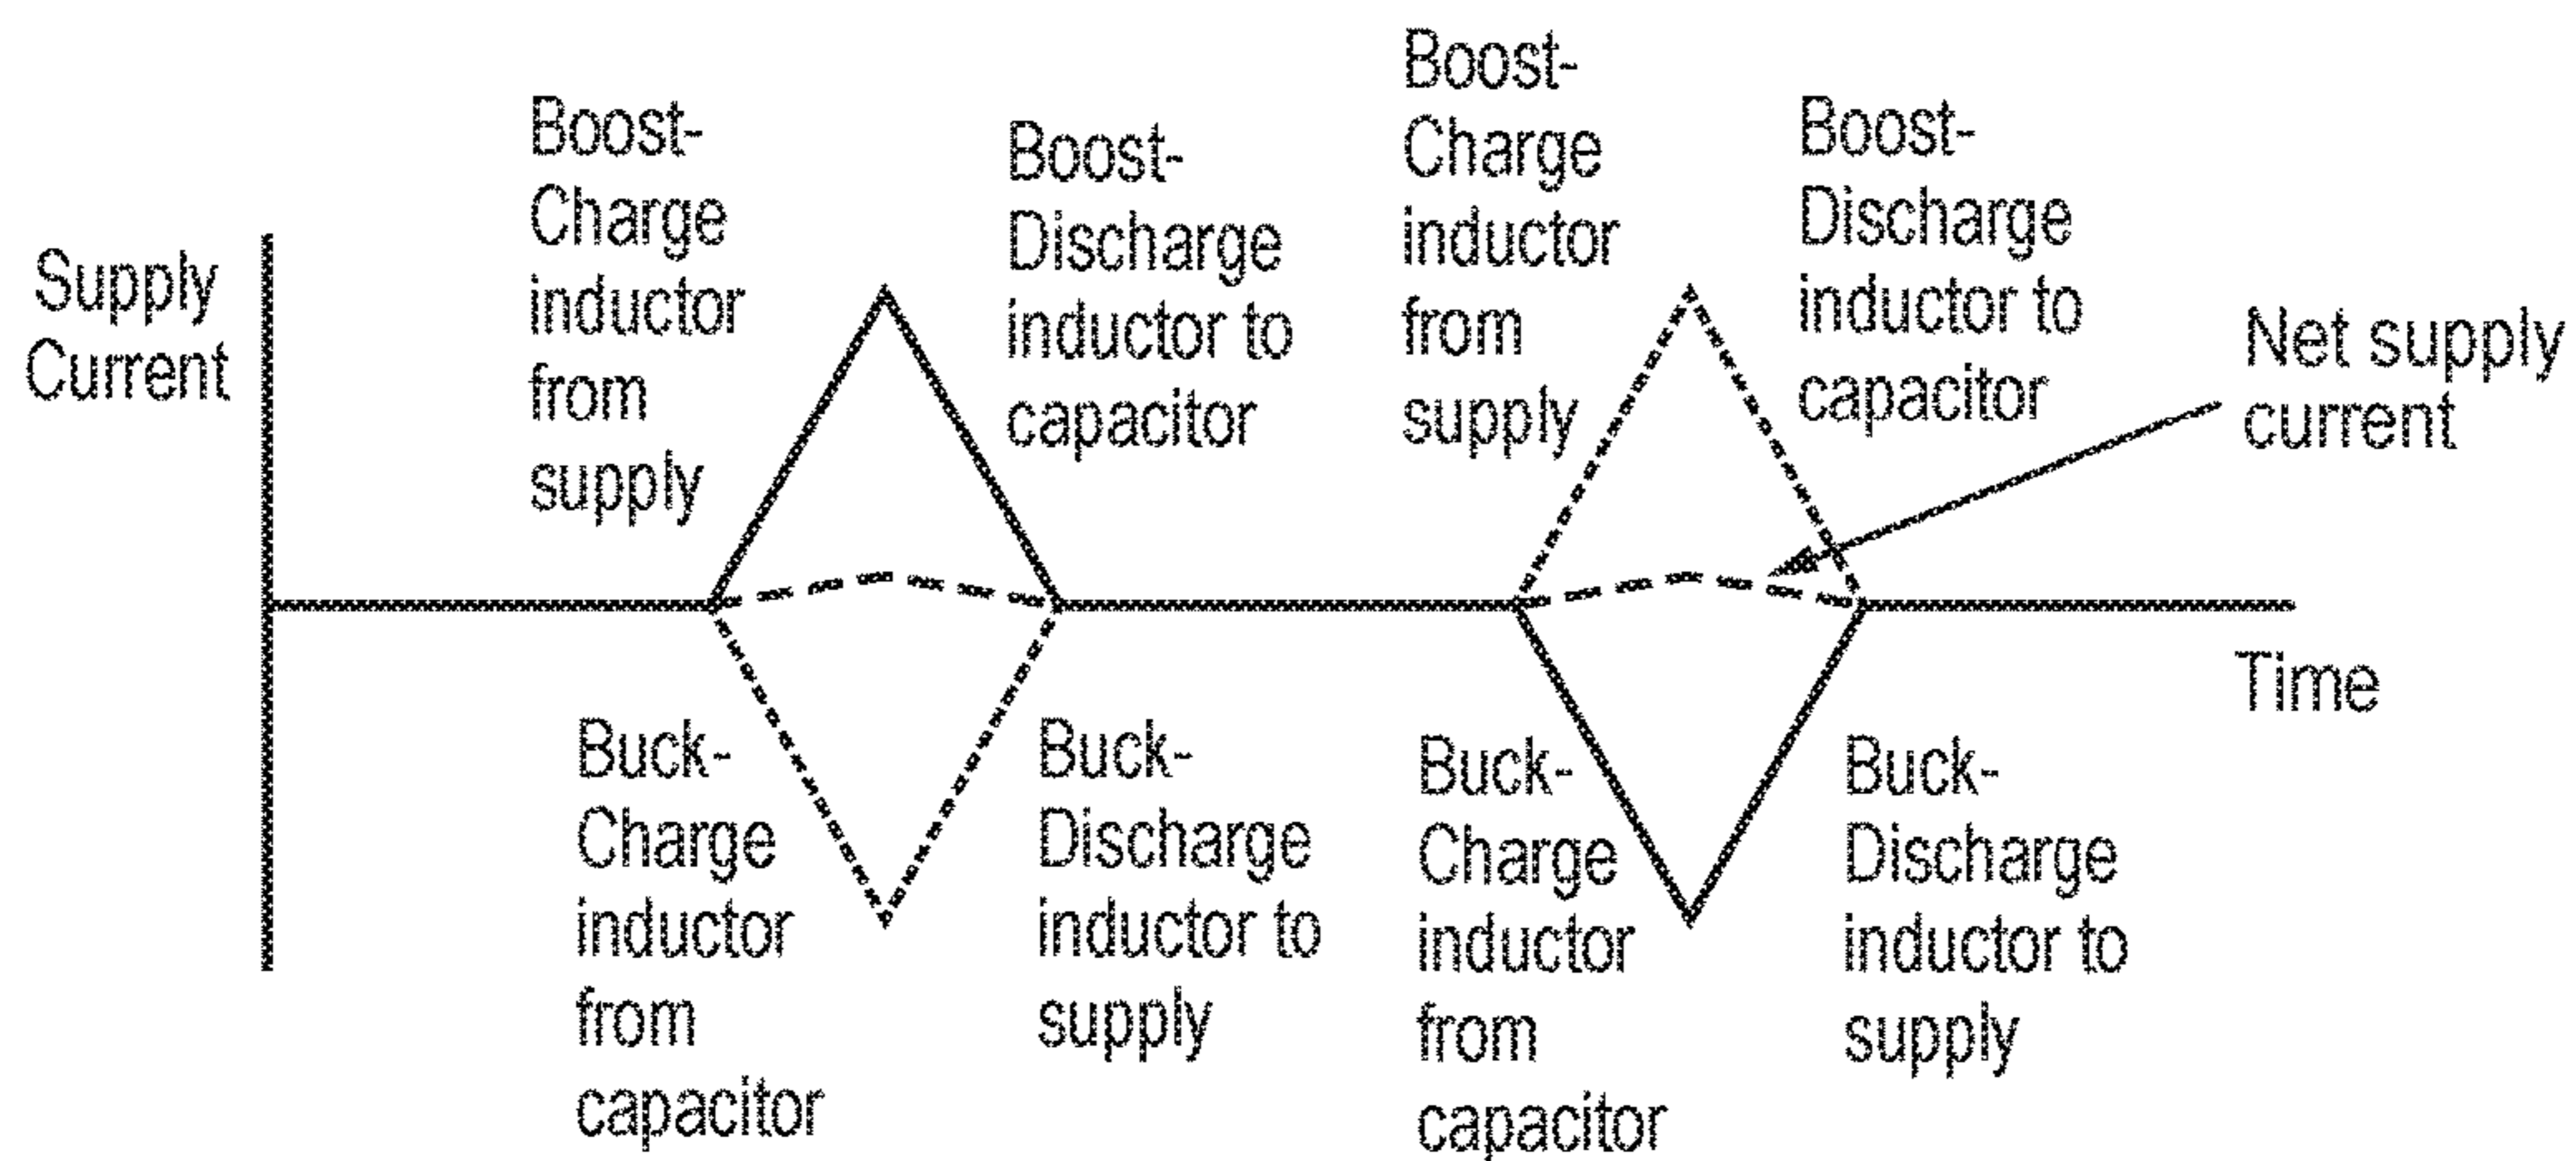 Supply
Current
Boost-
Charge
inductor
from
supply
Boost-
Discharge
inductor to
capacitor
Boost-
Charge
inductor
from
supply
Boost-
Discharge
inductor to
capacitor
Net supply
current
Time
Buck-
Charge
inductor
from
capacitor
Buck-
Discharge
inductor to
supply
Buck-
Charge
inductor
from
capacitor
Buck-
Discharge
inductor to
supply